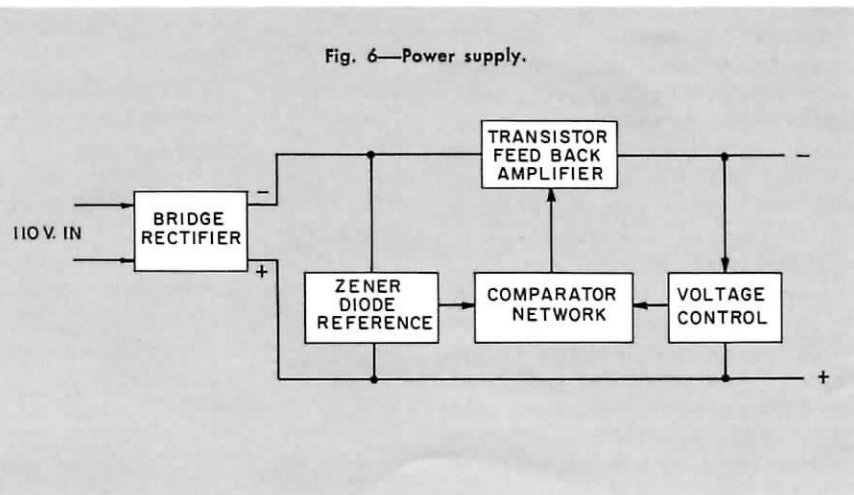 Fig. 6—Power supply.
TRANSISTOR
FEED BACK
AMPLIFIER
−
−
BRIDGE
RECTIFIER
110 V. IN
+
ZENER
DIODE
REFERENCE
COMPARATOR
NETWORK
VOLTAGE
CONTROL
+